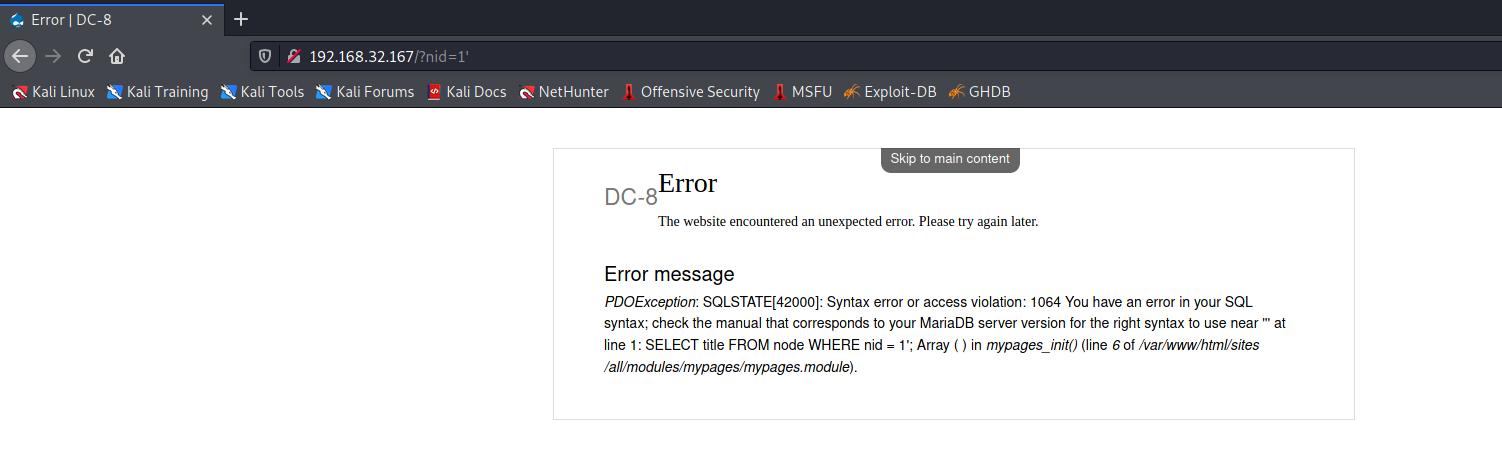 Error | DC-8
192.168.32.167/?nid=1'
Kali Linux Kali Training Kali Tools Kali Forums Kali Docs NetHunter Offensive Security MSFU Exploit-DB GHDB
Skip to main content
DC-8
Error
The website encountered an unexpected error. Please try again later.
Error message
PDOException: SQLSTATE[42000]: Syntax error or access violation: 1064 You have an error in your SQL
syntax; check the manual that corresponds to your MariaDB server version for the right syntax to use near ''' at
line 1: SELECT title FROM node WHERE nid = 1'; Array ( ) in mypages_init() (line 6 of /var/www/html/sites
/all/modules/mypages/mypages.module).